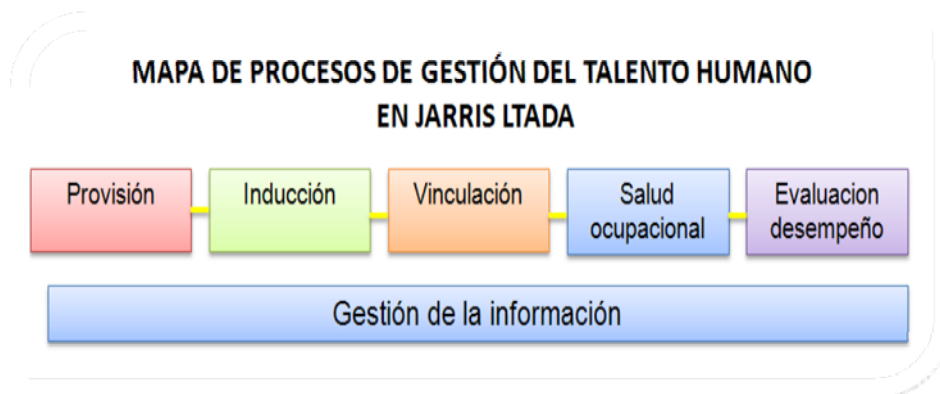 MAPA DE PROCESOS DE GESTIÓN DEL TALENTO HUMANO
EN JARRIS LTADA
Provisión
Inducción
Vinculación
Salud
ocupacional
Evaluacion
desempeño
Gestión de la información